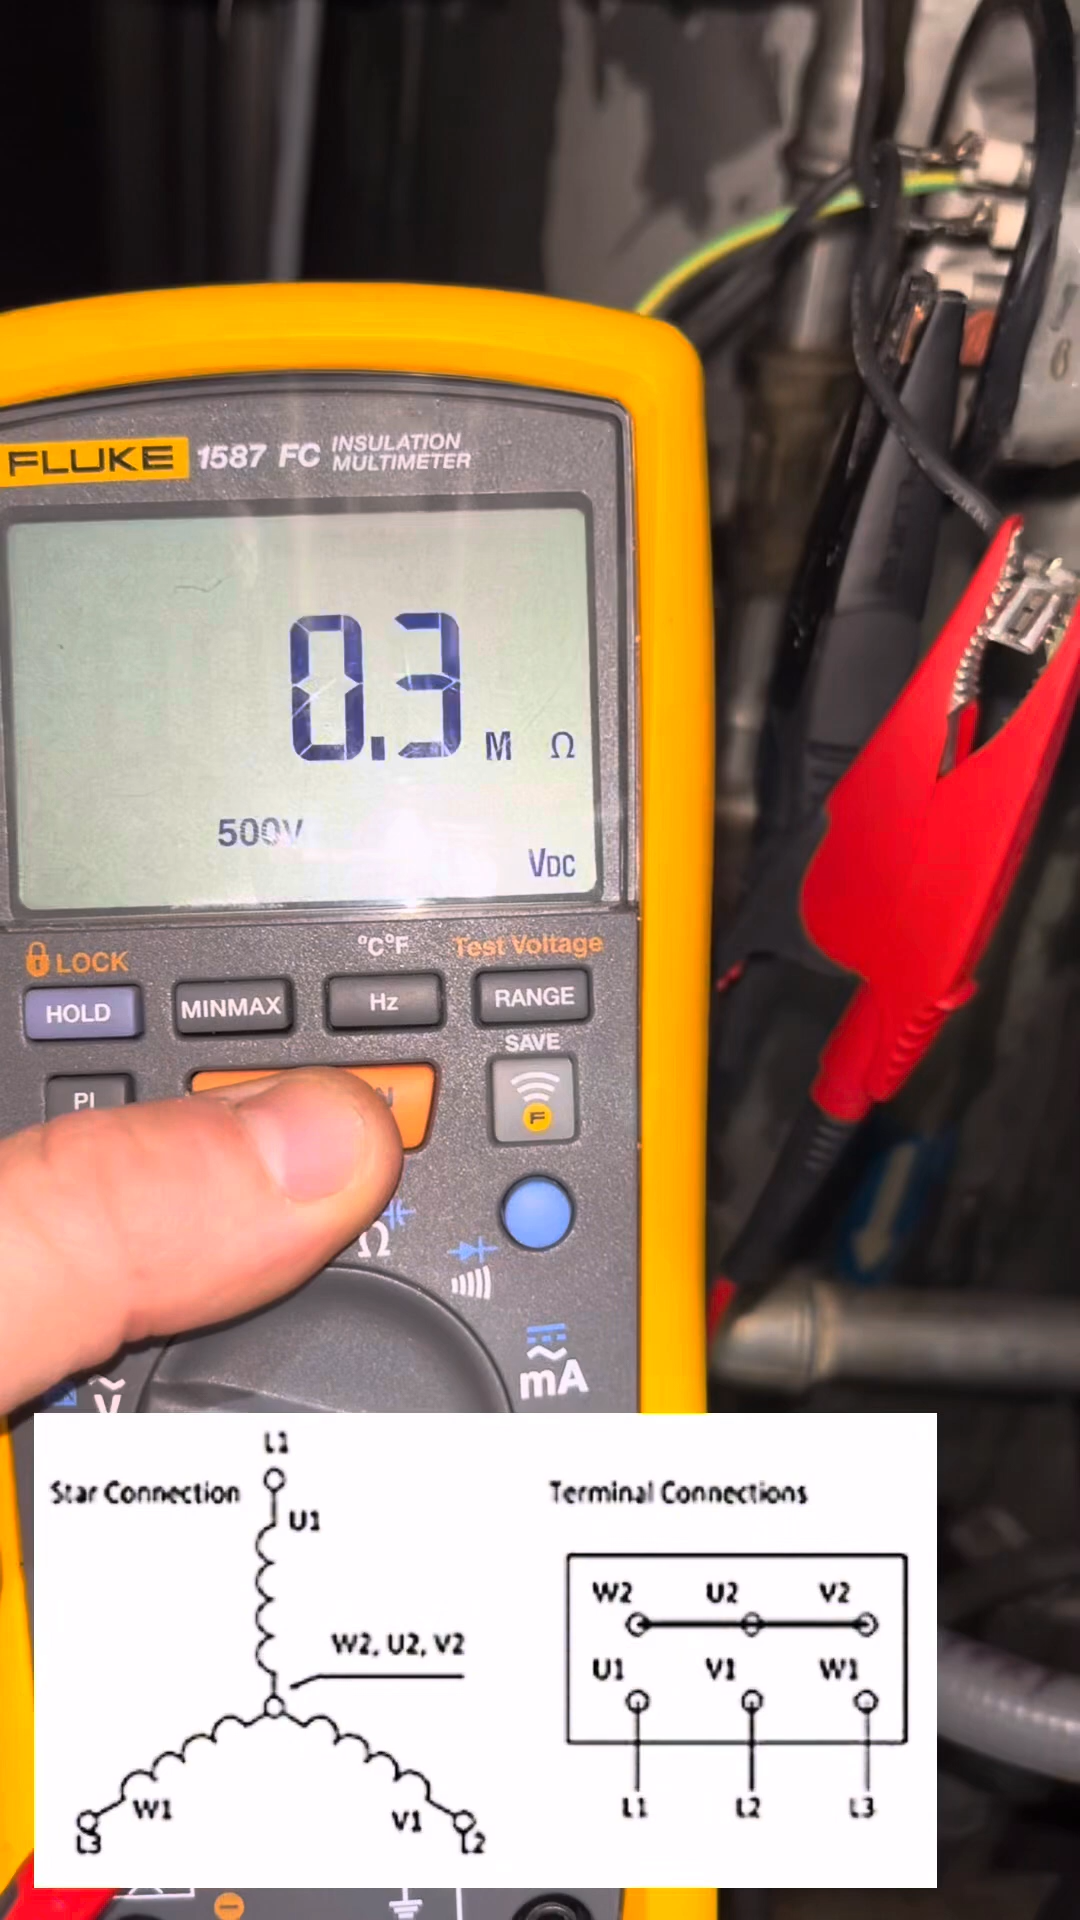 FLUKE 1587 FC INSULATION MULTIMETER
0.3 M Ω
500V
VDC
LOCK
°C°F
Test Voltage
HOLD
MINMAX
Hz
RANGE
SAVE
PI
N
F
Ω
mA
V
L1
Star Connection
U1
W2, U2, V2
W1
V1
L3
L2
Terminal Connections
W2 U2 V2
U1 V1 W1
L1 L2 L3